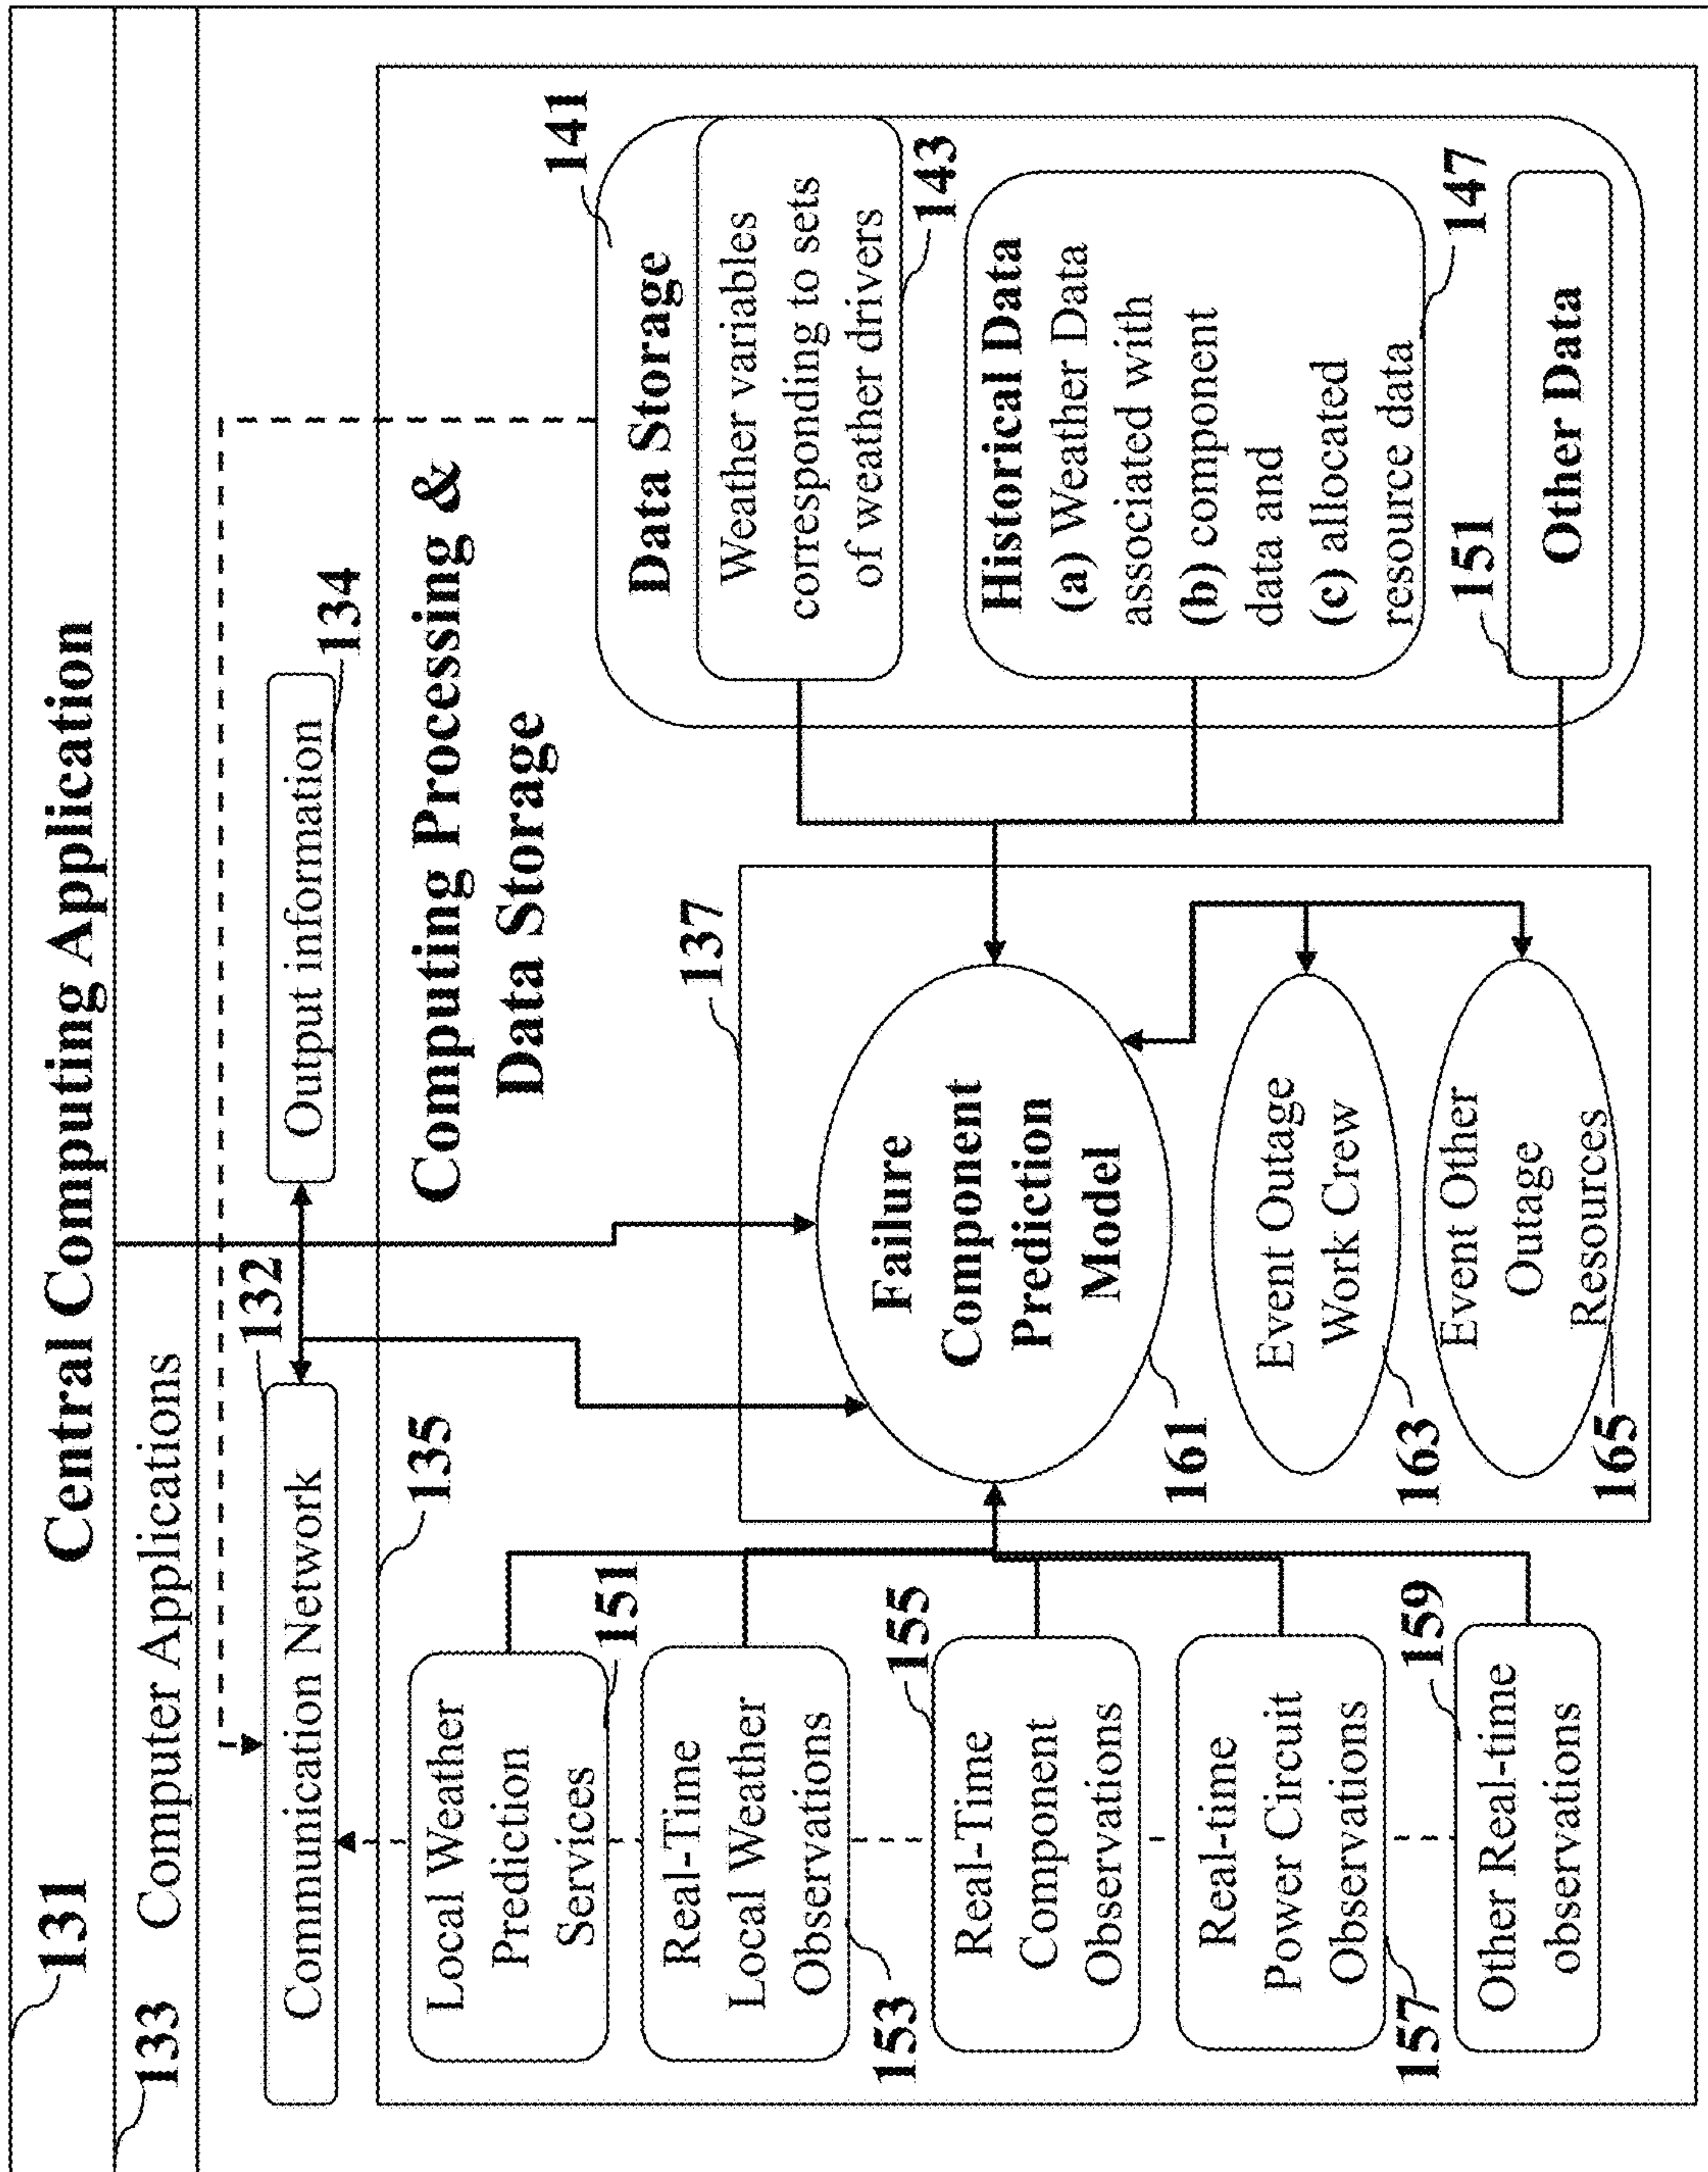 Central Computing Application
131
133
Computer Applications
132
134
Communication Network
Output information
135
Computing Processing &
Data Storage
Local Weather
Prediction
Services
151
Real-Time
Local Weather
Observations
153
155
Real-Time
Component
Observations
Real-time
Power Circuit
Observations
157
159
Other Real-time
observations
137
Failure
Component
Prediction
Model
161
Event Outage
Work Crew
163
Event Other
Outage
Resources
165
141
Data Storage
Weather variables
corresponding to sets
of weather drivers
143
Historical Data
(a) Weather Data
associated with
(b) component
data and
(c) allocated
resource data
147
151
Other Data